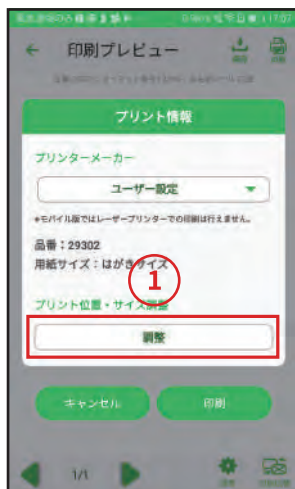 印刷プレビュー
プリント情報
プリンターメーカー
ユーザー設定
*モバイル版ではレーザープリンターでの印刷は行えません。
品番：29302
用紙サイズ：はがきサイズ
1
プリント位置・サイズ調整
調整
キャンセル
印刷
1/1